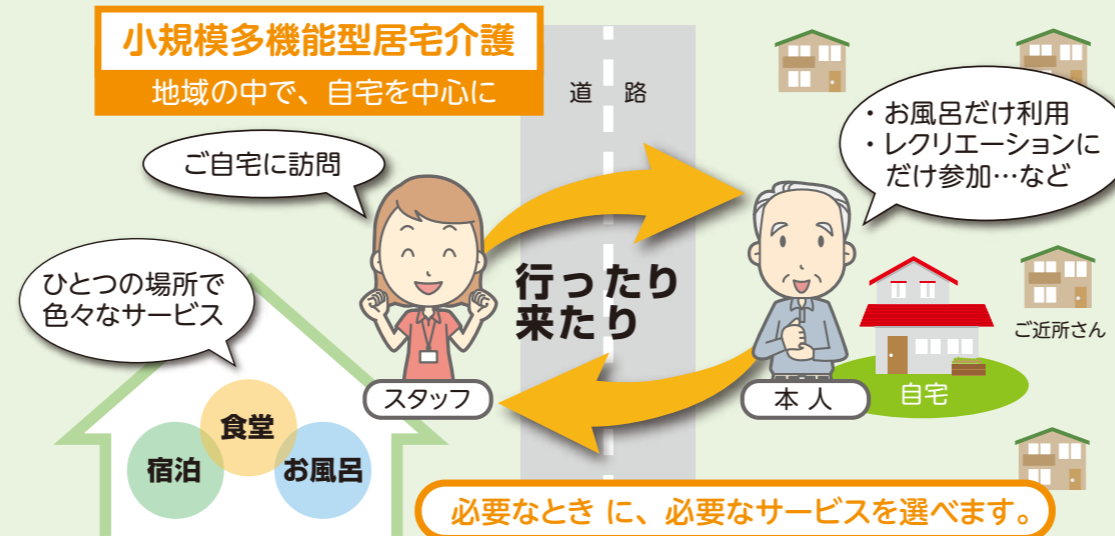 小規模多機能型居宅介護
地域の中で、自宅を中心に
道 路
・お風呂だけ利用
・レクリエーションに
だけ参加…など
ご自宅に訪問
ひとつの場所で
色々なサービス
行ったり
来たり
ご近所さん
スタッフ
本 人
自宅
食堂
宿泊
お風呂
必要なとき に、必要なサービスを選べます。